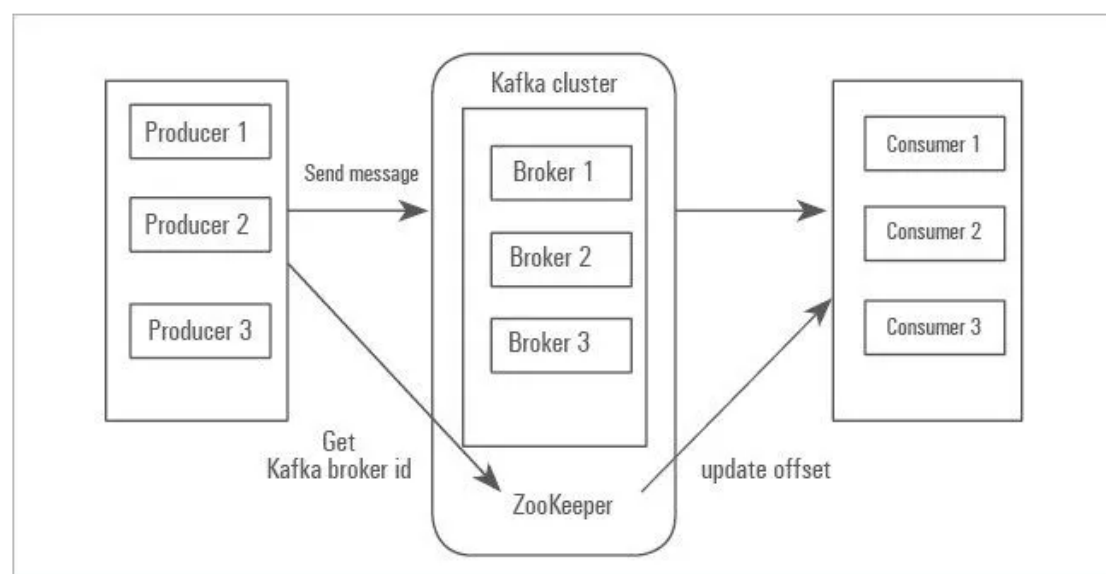 Kafka cluster
Producer 1
Producer 2
Producer 3
Send message
Get
Kafka broker id
Broker 1
Broker 2
Broker 3
ZooKeeper
update offset
Consumer 1
Consumer 2
Consumer 3